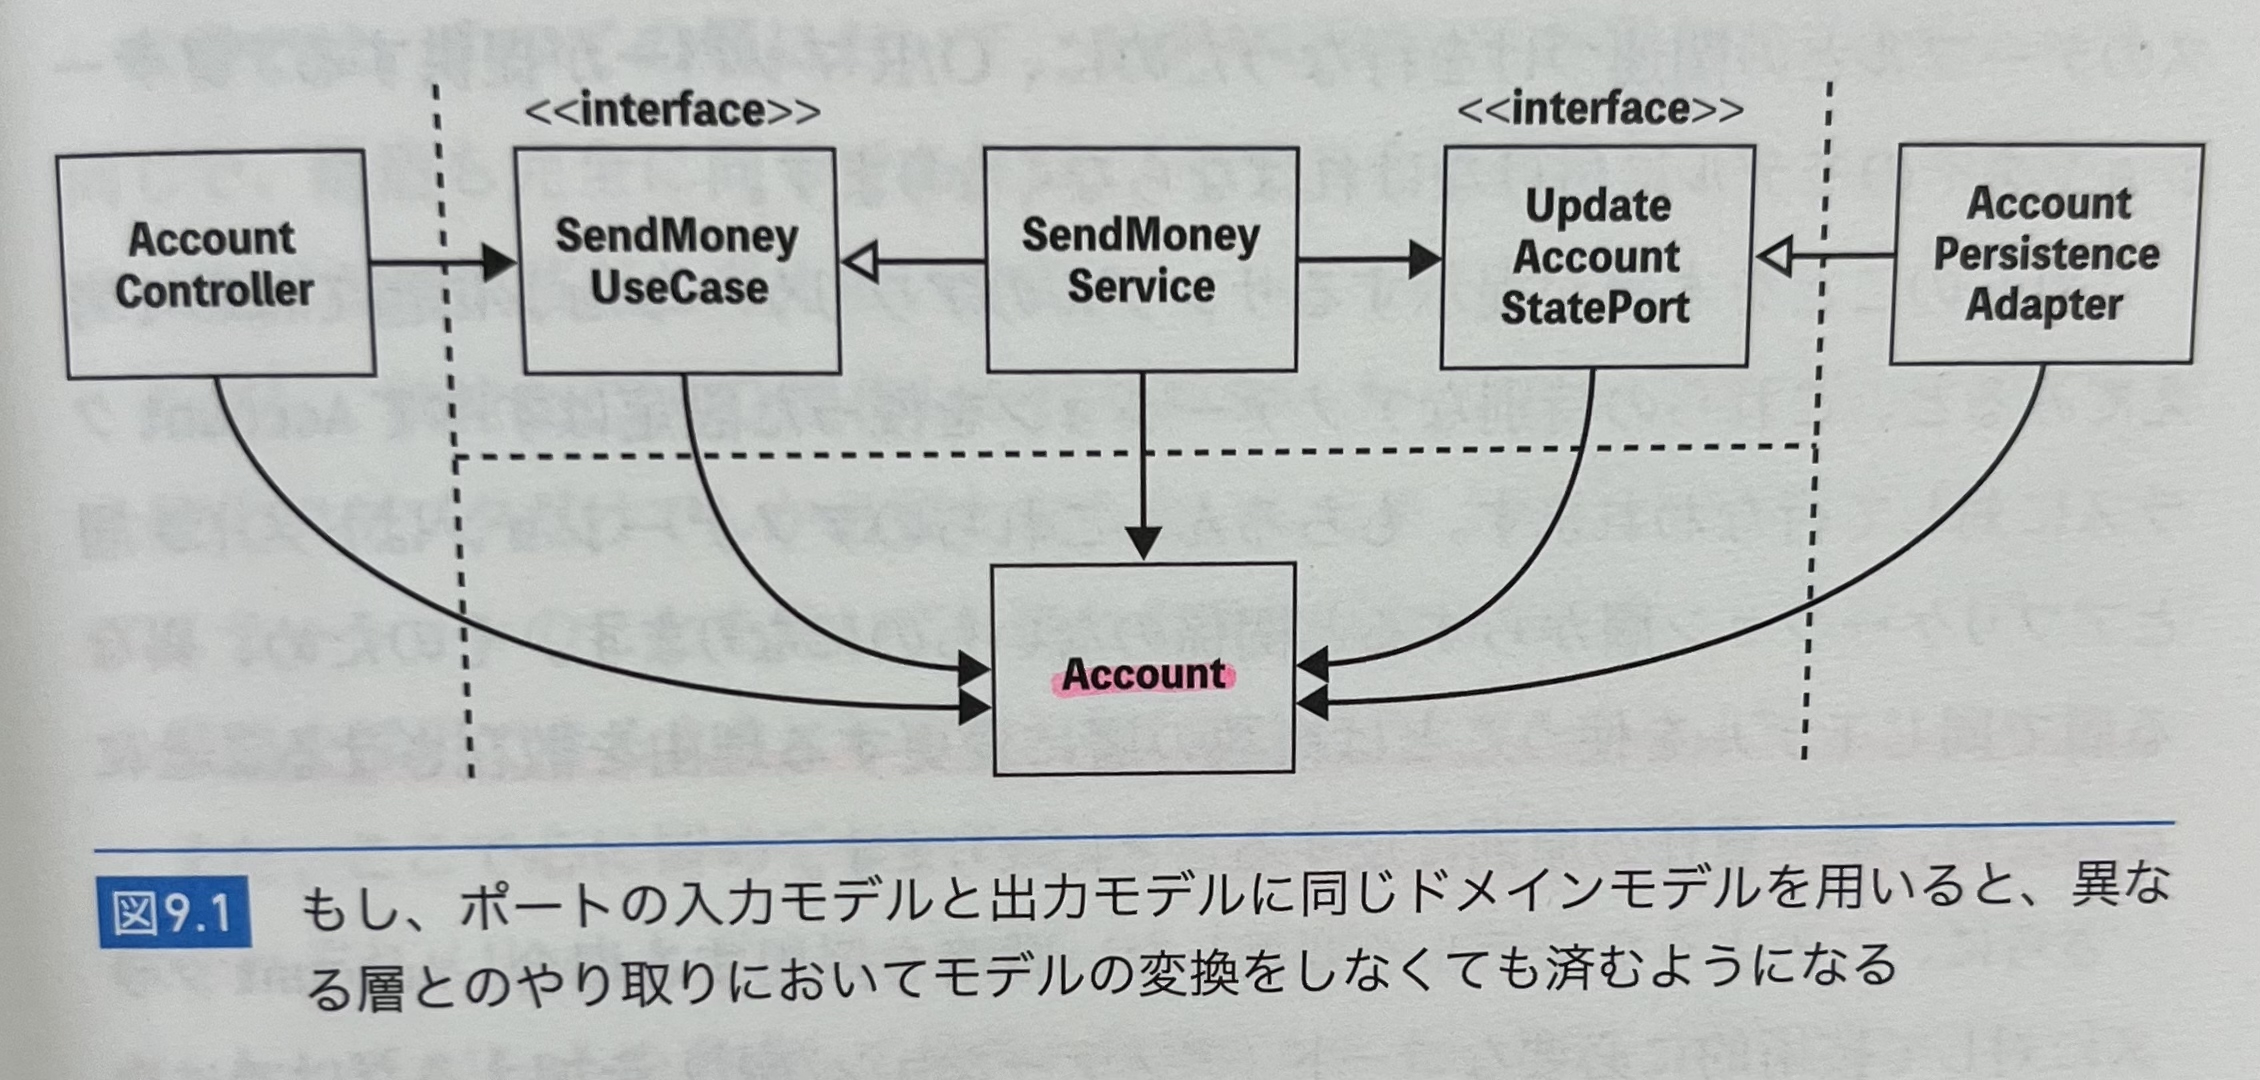 <<interface>>
<<interface>>
Account
Controller
SendMoney
UseCase
SendMoney
Service
Update
Account
StatePort
Account
Persistence
Adapter
Account
図9.1 もし、ポートの入力モデルと出力モデルに同じドメインモデルを用いると、異な
る層とのやり取りにおいてモデルの変換をしなくても済むようになる